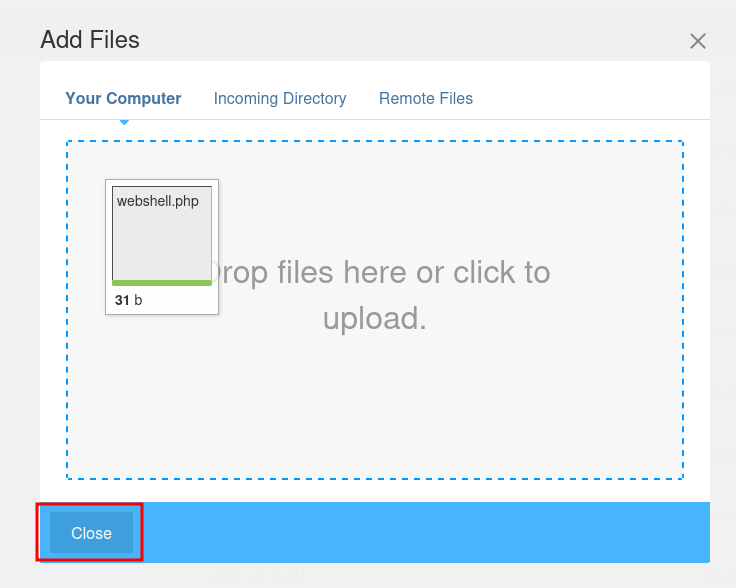 Add Files
Your Computer Incoming Directory Remote Files
webshell.php
Drop files here or click to
upload.
31 b
Close